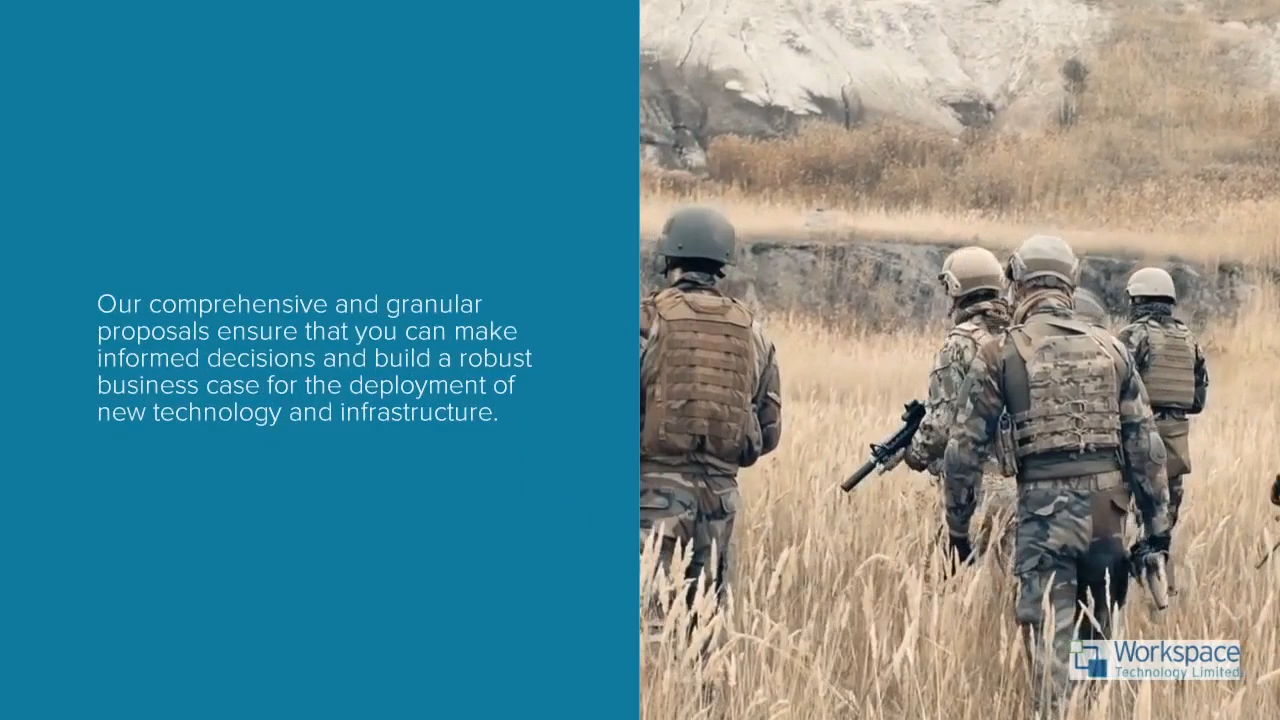 Our comprehensive and granular
proposals ensure that you can make
informed decisions and build a robust
business case for the deployment of
new technology and infrastructure.
Workspace
Technology Limited